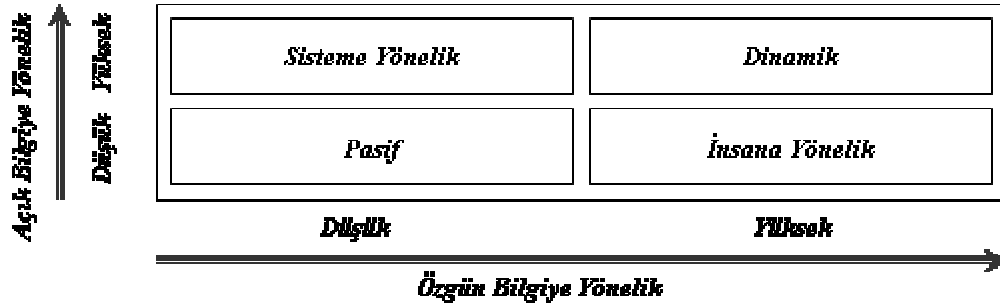 Açık Bilgiye Yönelik
Yüksek
Düşük
Sisteme Yönelik
Dinamik
Pasif
İnsana Yönelik
Düşük
Yüksek
Özgün Bilgiye Yönelik